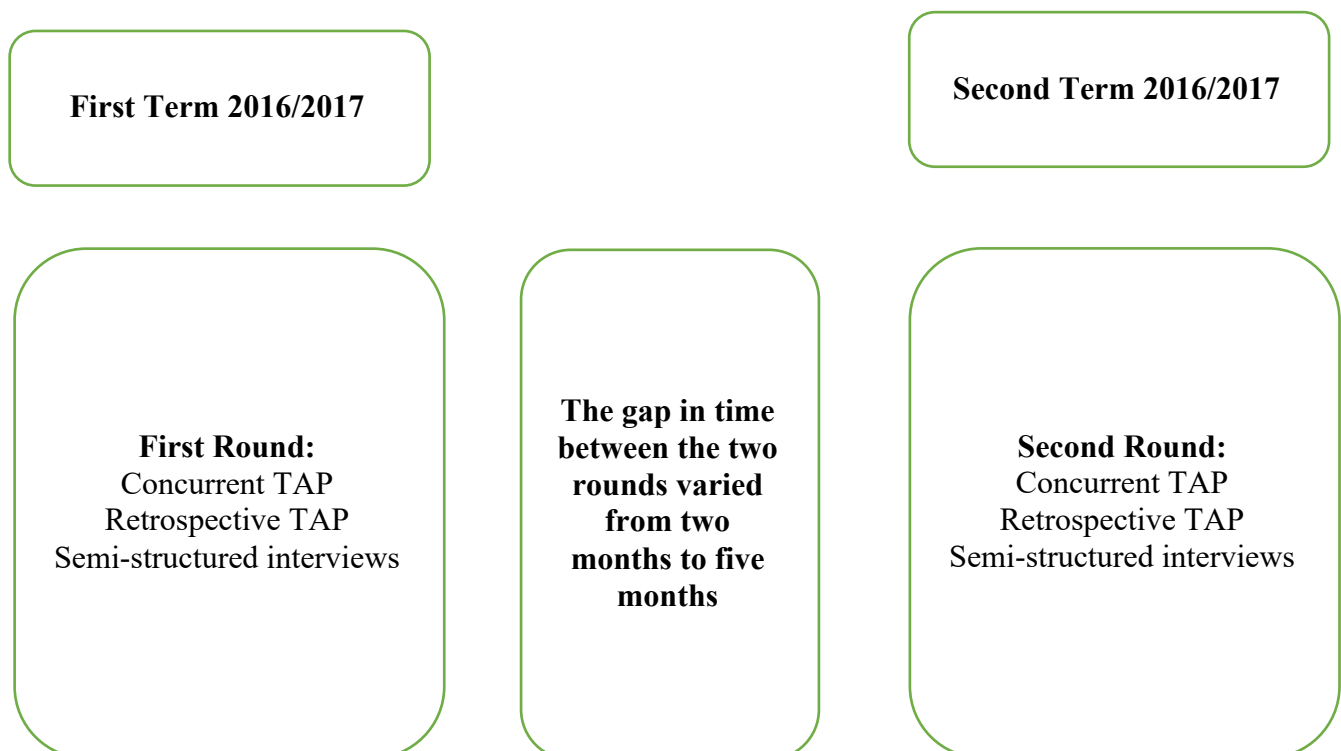 First Term 2016/2017
Second Term 2016/2017
First Round:
Concurrent TAP
Retrospective TAP
Semi-structured interviews
The gap in time
between the two
rounds varied
from two
months to five
months
Second Round:
Concurrent TAP
Retrospective TAP
Semi-structured interviews